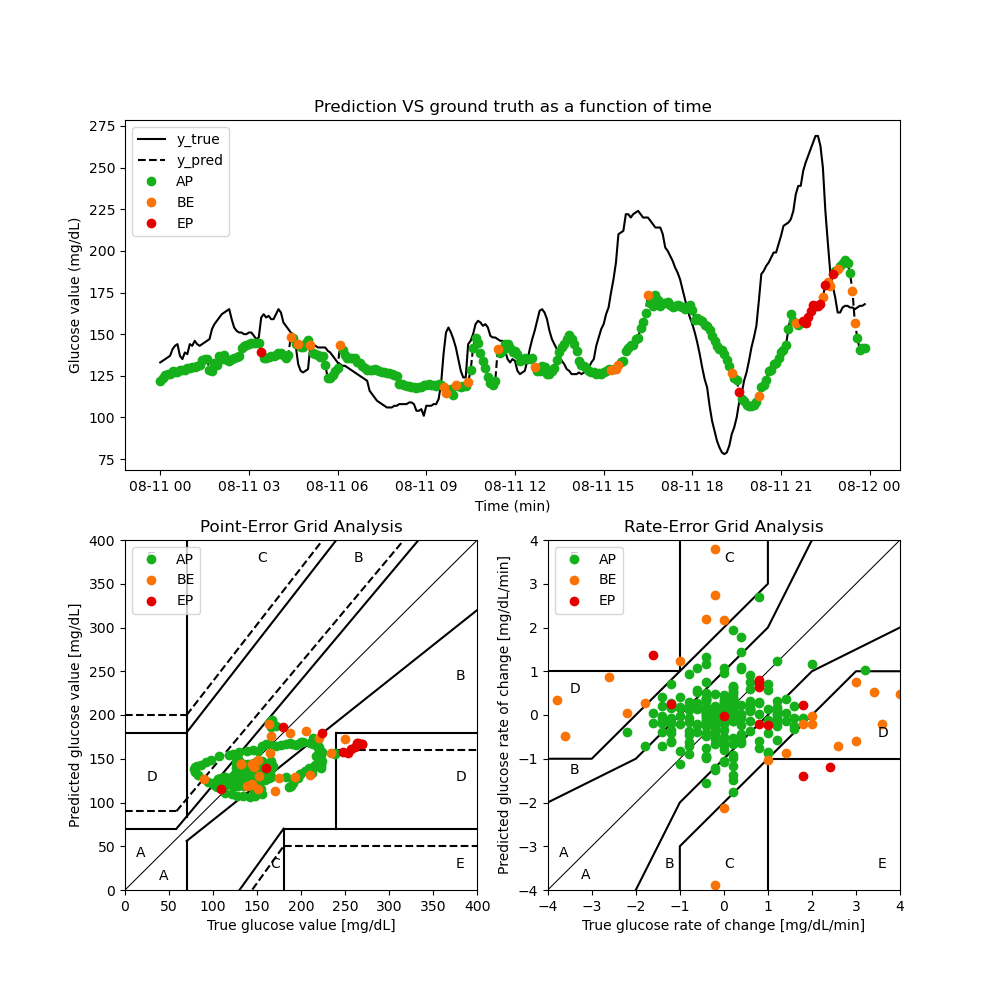 Prediction VS ground truth as a function of time
275
250
225
200
175
150
125
100
75
Glucose value (mg/dL)
y_true
y_pred
AP
BE
EP
08-11 00 08-11 03 08-11 06 08-11 09 08-11 12 08-11 15 08-11 18 08-11 21 08-12 00
Time (min)
Point-Error Grid Analysis
400
350
300
250
200
150
100
50
0
Predicted glucose value [mg/dL]
AP
BE
EP
C
B
B
D
D
A
A
C
E
0 50 100 150 200 250 300 350 400
True glucose value [mg/dL]
Rate-Error Grid Analysis
4
3
2
1
0
−1
−2
−3
−4
Predicted glucose rate of change [mg/dL/min]
AP
BE
EP
C
D
D
B
A
A
B
C
E
−4 −3 −2 −1 0 1 2 3 4
True glucose rate of change [mg/dL/min]